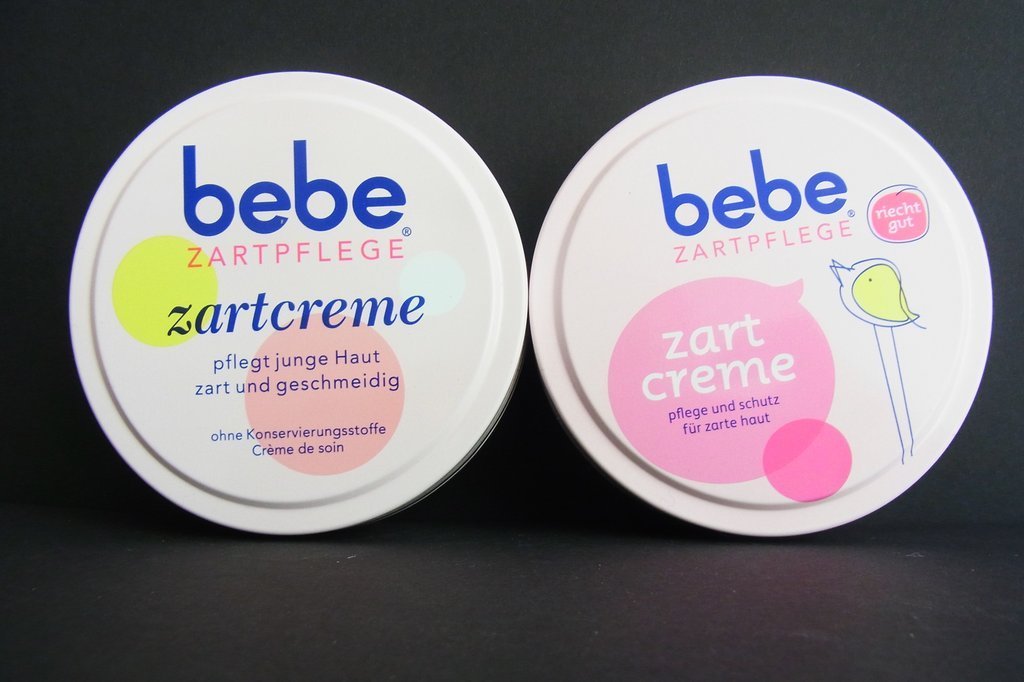 bebe®
ZARTPFLEGE
zartcreme
pflegt junge Haut
zart und geschmeidig
ohne Konservierungsstoffe
Crème de soin
bebe®
ZARTPFLEGE
riecht
gut
zart
creme
pflege und schutz
für zarte haut